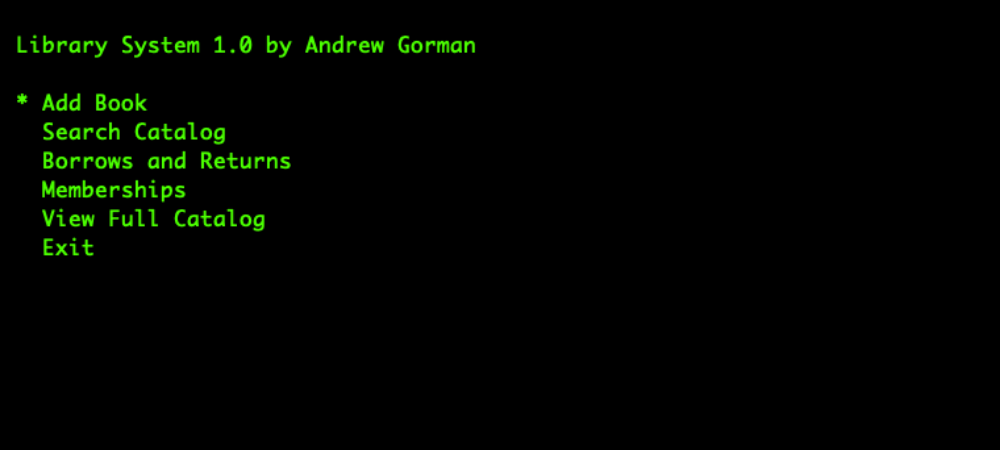 Library System 1.0 by Andrew Gorman
* Add Book
Search Catalog
Borrows and Returns
Memberships
View Full Catalog
Exit